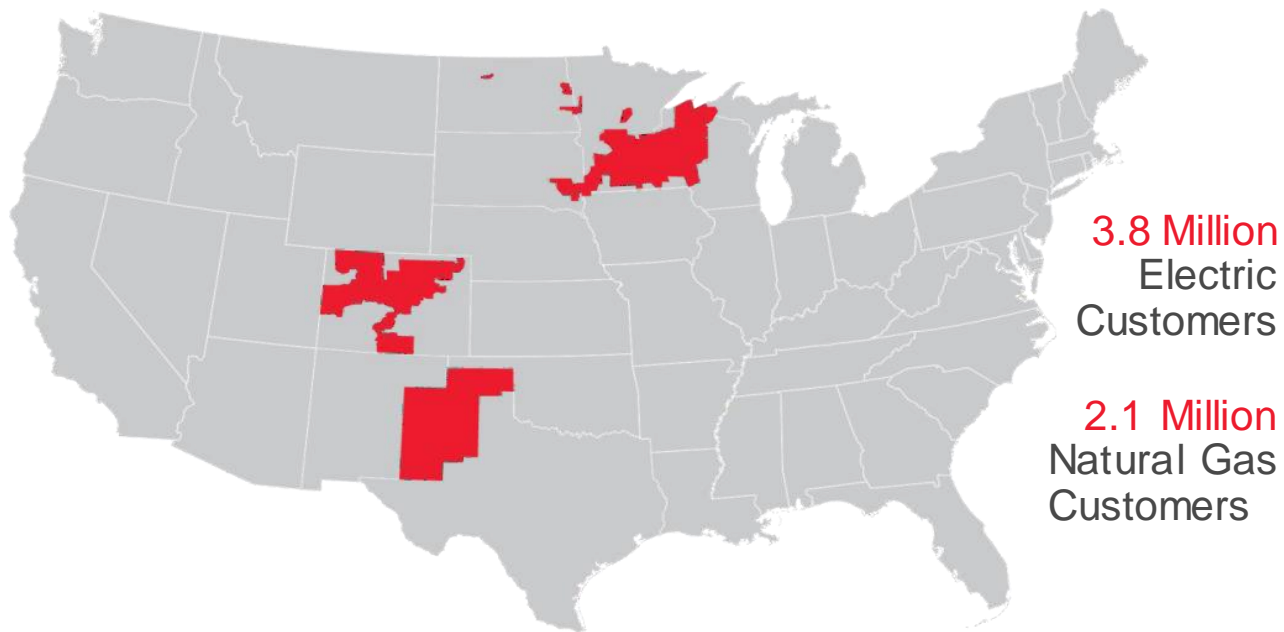 3.8 Million
Electric
Customers
2.1 Million
Natural Gas
Customers